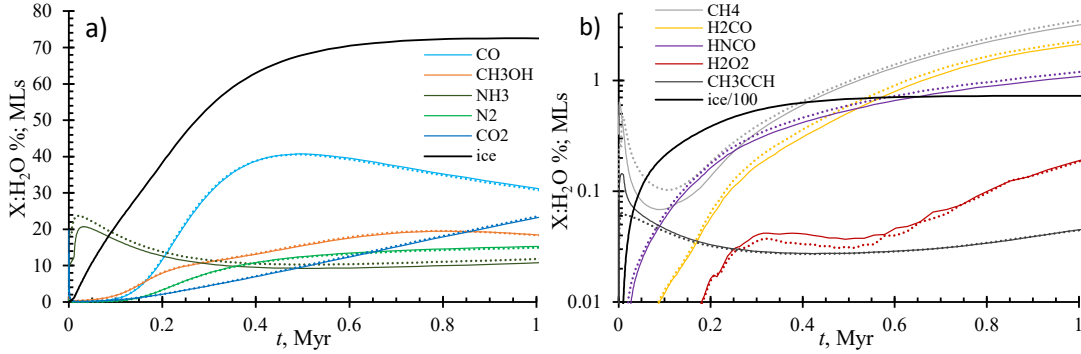 a)
X:H₂O %; MLs
80
70
60
50
40
30
20
10
0
CO
CH3OH
NH3
N2
CO2
ice
0
0.2
0.4
0.6
0.8
1
t, Myr
b)
X:H₂O %; MLs
1
0.1
0.01
CH4
H2CO
HNCO
H2O2
CH3CCH
ice/100
0
0.2
0.4
0.6
0.8
1
t, Myr